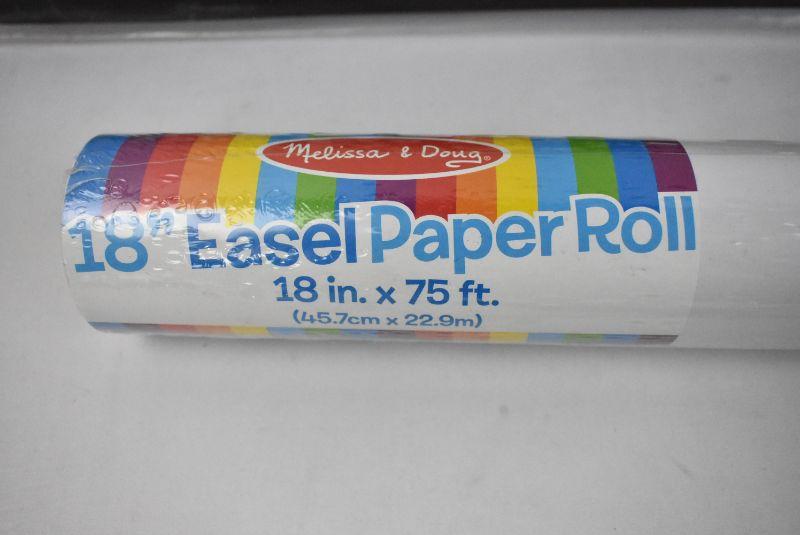 Melissa & Doug®
18" Easel Paper Roll
18 in. x 75 ft.
(45.7cm x 22.9m)